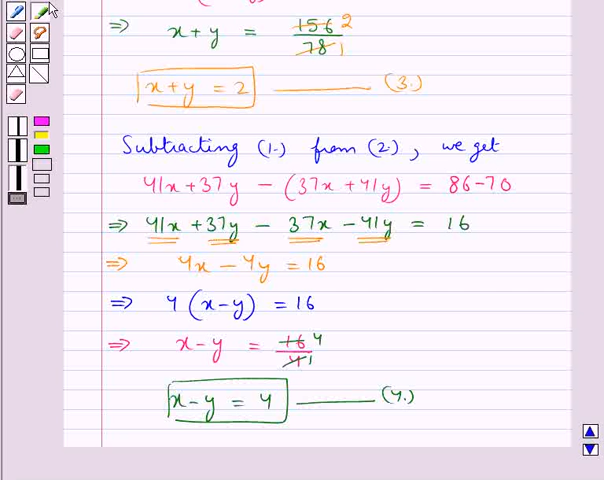 ⇒ x+y = 156/78 2/1
x+y = 2 ——— (3.)
Subtracting (1.) from (2.), we get
41x+37y − (37x+41y) = 86−70
⇒ 41x+37y − 37x −41y = 16
⇒ 4x−4y = 16
⇒ 4(x−y) = 16
⇒ x−y = 16/4 4/1
x−y = 4 ——— (4.)